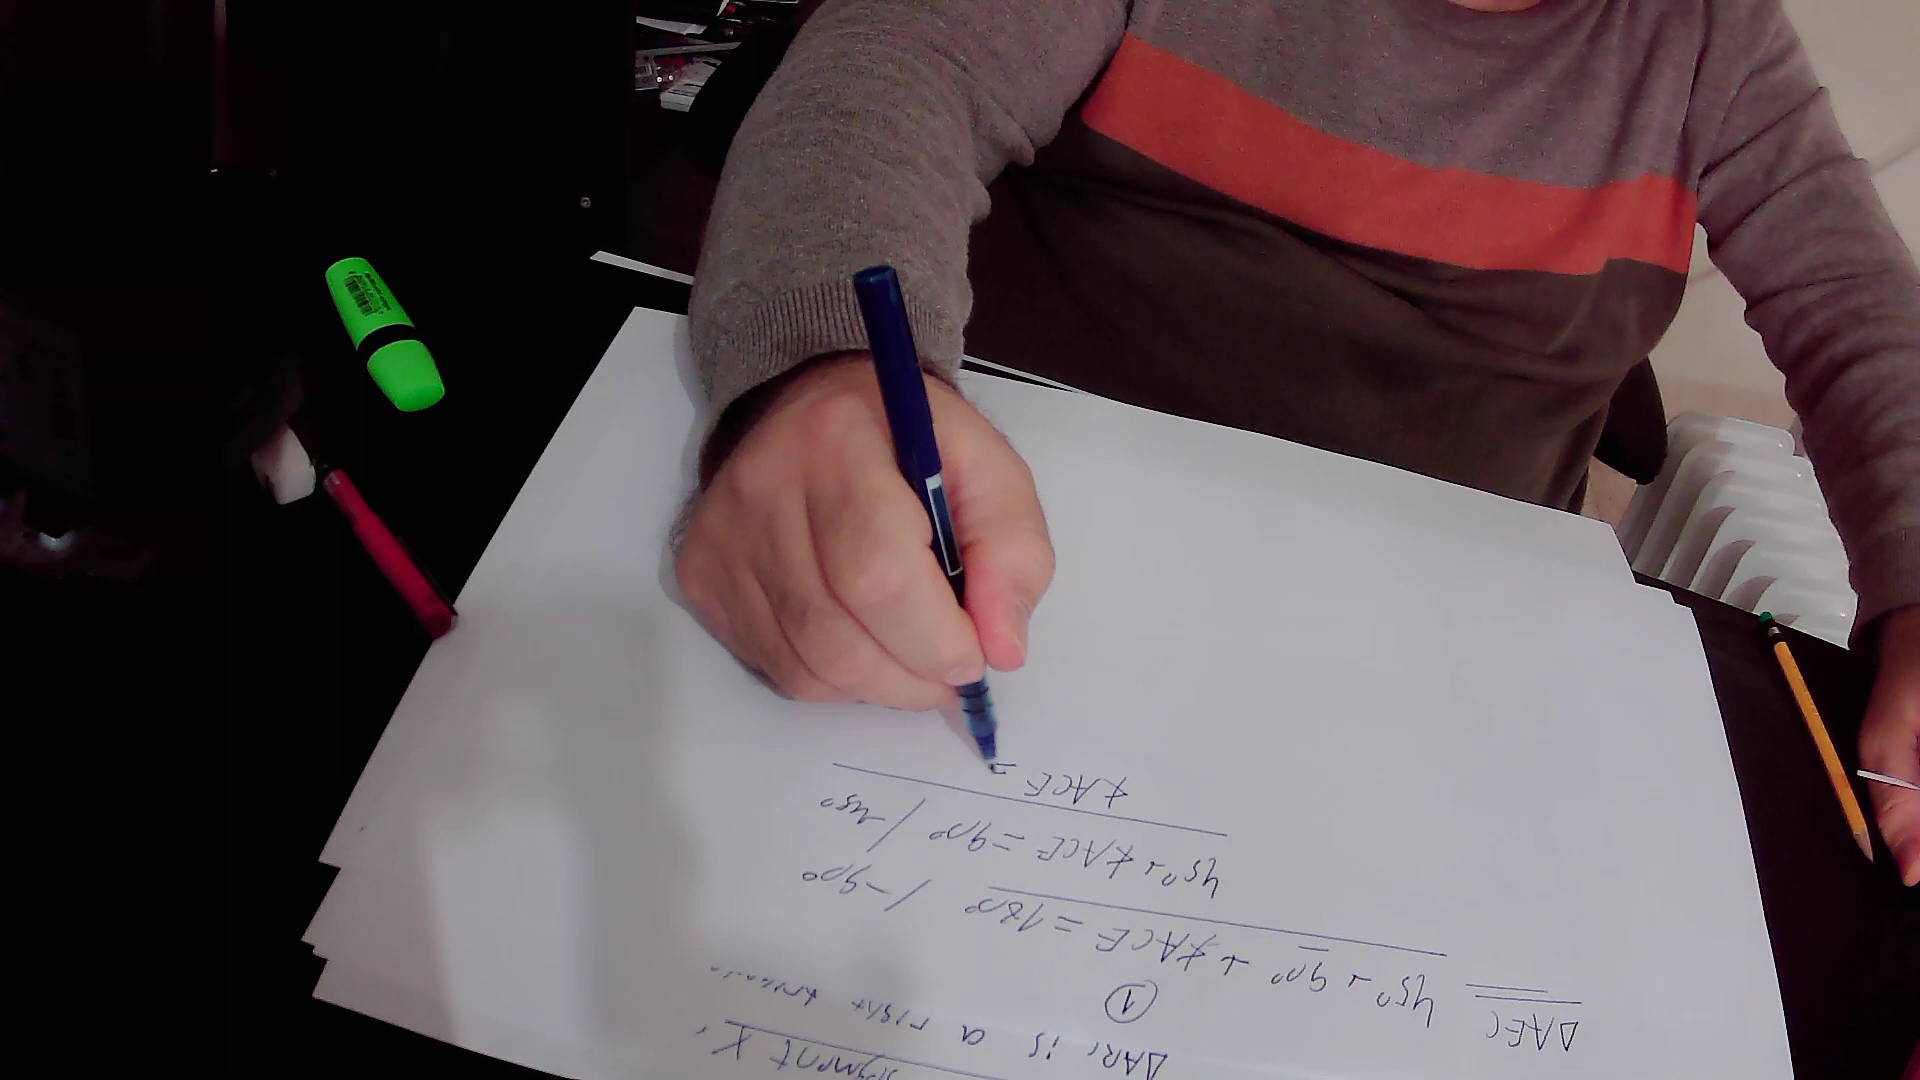 segment
ΔABC is a right triangle
①
ΔAEC 45° + 90° + ∡ACE = 180° / -90°
45° + ∡ACE = 90° / -45°
∡ACE =